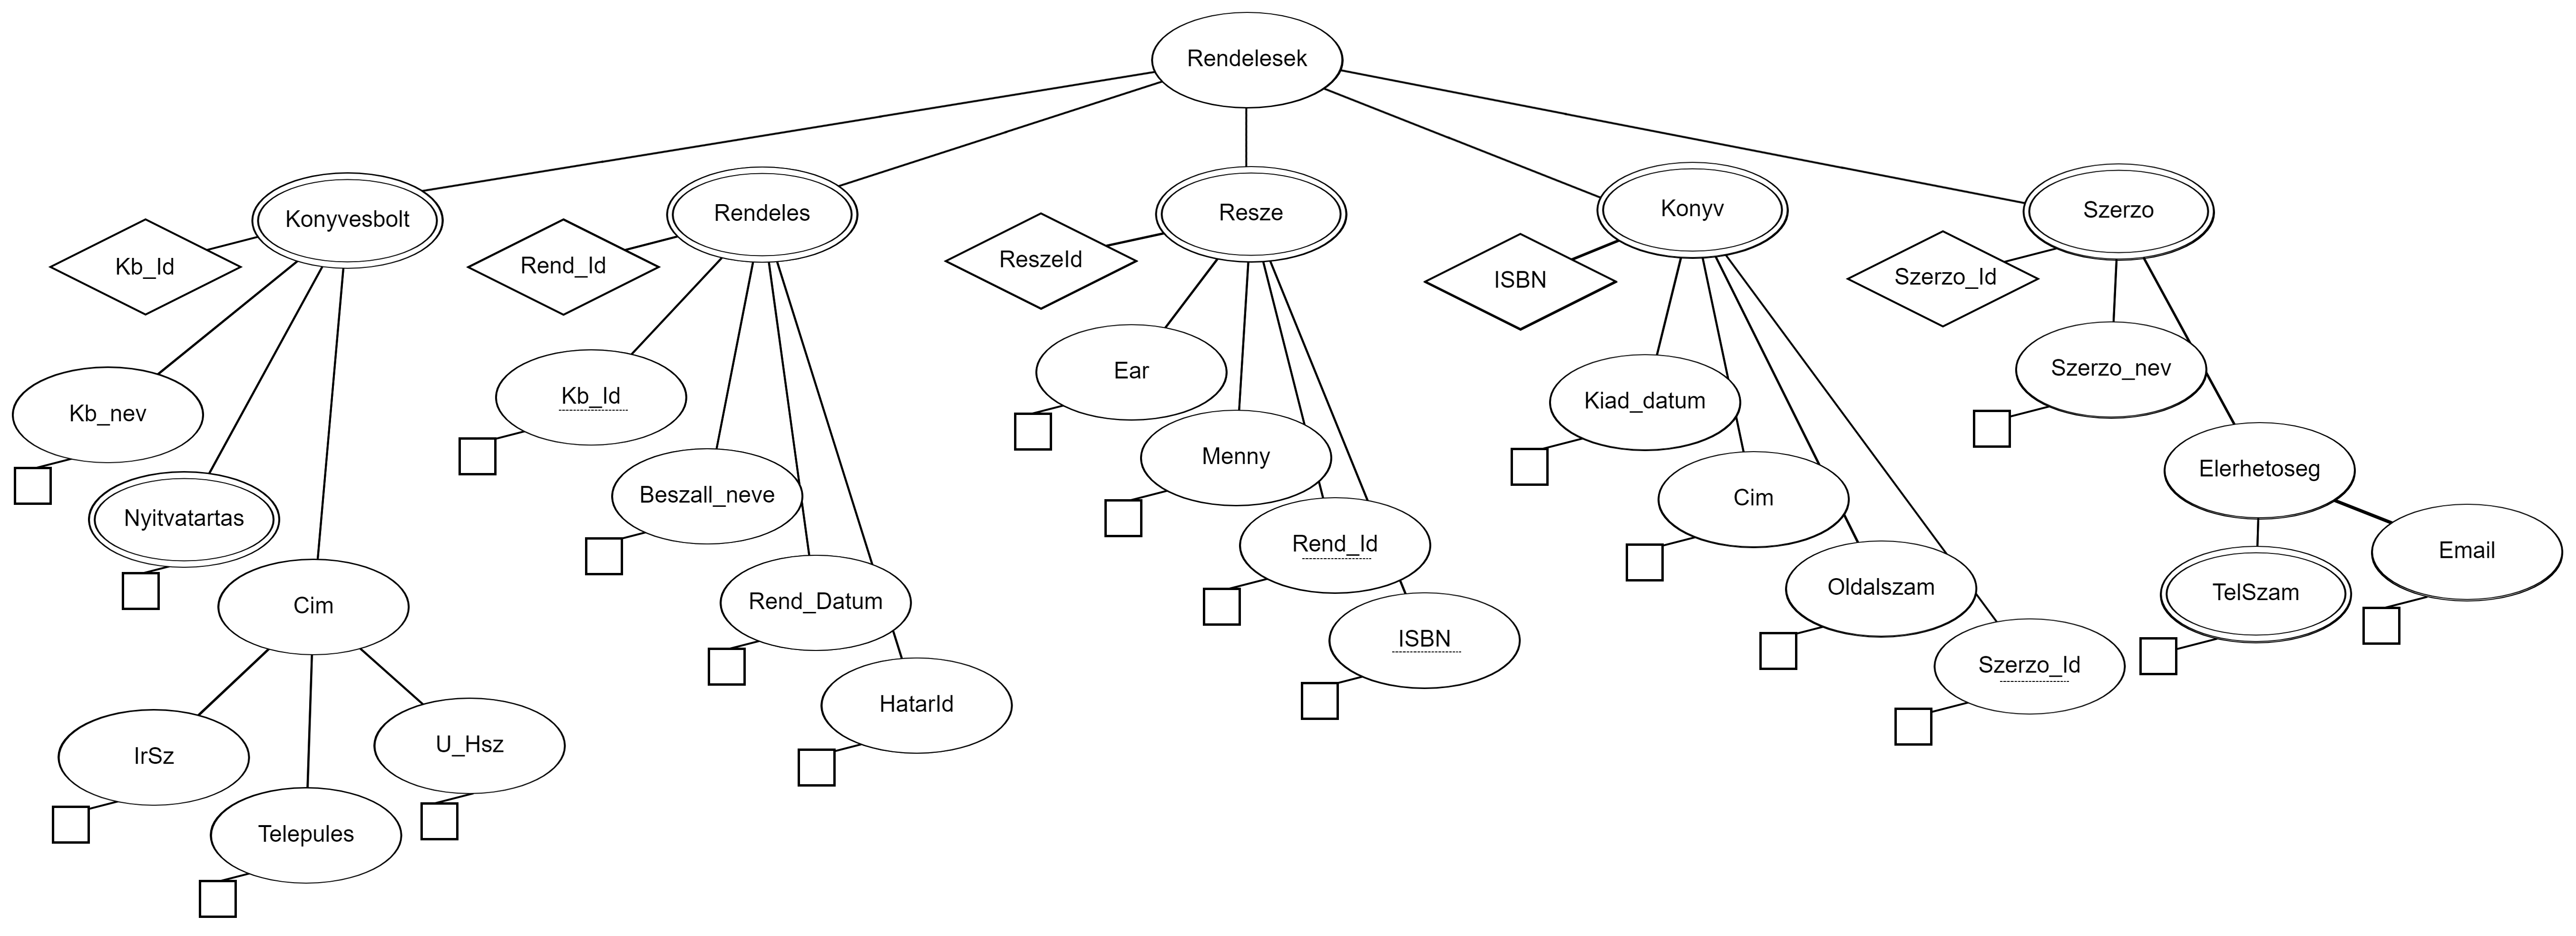 Rendelesek
Konyvesbolt
Kb_Id
Kb_nev
Nyitvatartas
Cim
IrSz
Telepules
U_Hsz
Rendeles
Rend_Id
Kb_Id
Beszall_neve
Rend_Datum
HatarId
Resze
ReszeId
Ear
Menny
Rend_Id
ISBN
Konyv
ISBN
Kiad_datum
Cim
Oldalszam
Szerzo_Id
Szerzo
Szerzo_Id
Szerzo_nev
Elerhetoseg
TelSzam
Email